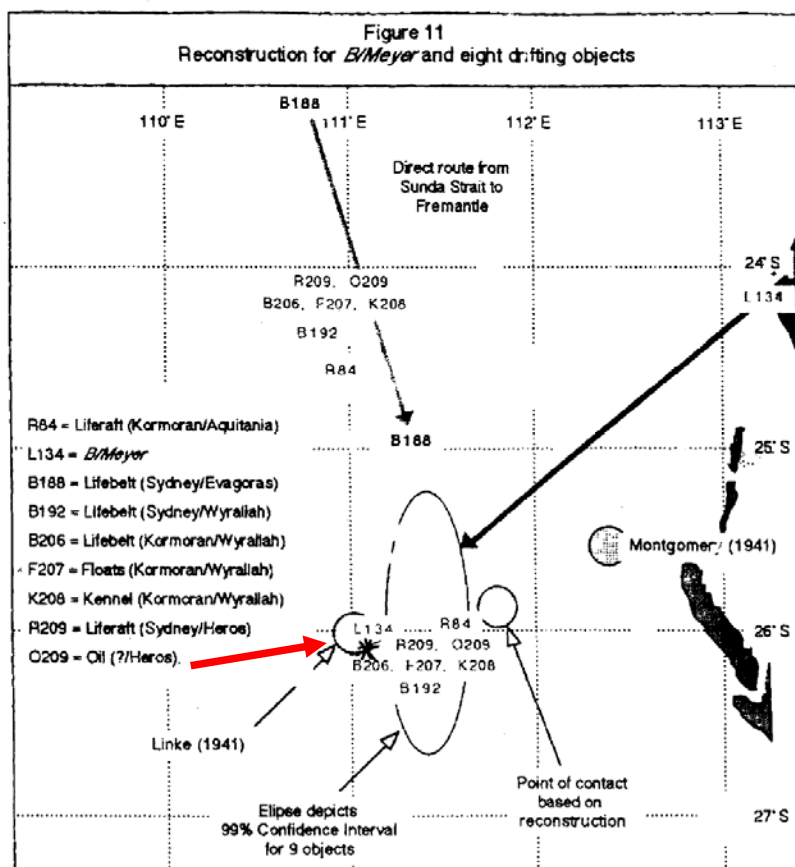 Figure 11
Reconstruction for B/Meyer and eight drifting objects
110°E
B188
111°E
112°E
113°E
Direct route from
Sunda Strait to
Fremantle
24°S
R209, O209
B206, F207, K208
L134
B192
R84
R84 = Liferaft (Kormoran/Aquitania)
L134 = B/Meyer
B188 = Lifebelt (Sydney/Evagoras)
B192 = Lifebelt (Sydney/Wyrallah)
B206 = Lifebelt (Kormoran/Wyrallah)
F207 = Floats (Kormoran/Wyrallah)
K208 = Kennel (Kormoran/Wyrallah)
R209 = Liferaft (Sydney/Heros)
O209 = Oil (?/Heros).
B188
25°S
Montgomery (1941)
L134
R84
26°S
R209, O209
B206, F207, K208
B192
Linke (1941)
Elipse depicts
99% Confidence Interval
for 9 objects
Point of contact
based on
reconstruction
27°S